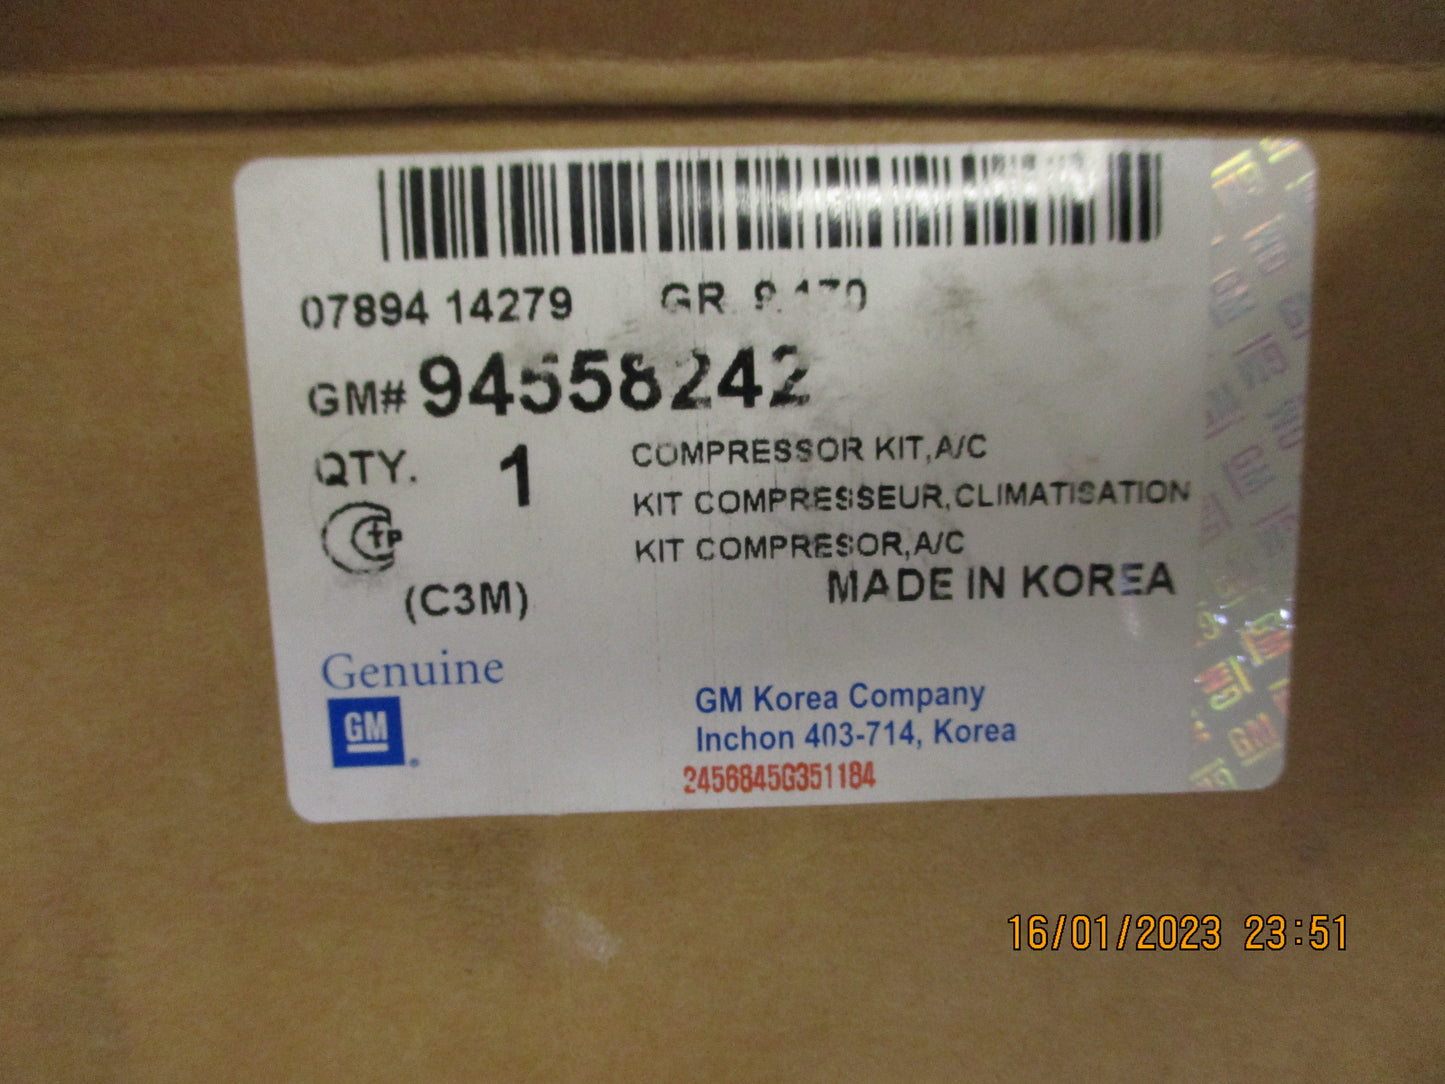 07894 14279 GR. 9.170
GM# 94558242
QTY. 1
COMPRESSOR KIT,A/C
KIT COMPRESSEUR,CLIMATISATION
KIT COMPRESOR,A/C
MADE IN KOREA
(C3M)
Genuine
GM
GM Korea Company
Inchon 403-714, Korea
2456845G351184
16/01/2023 23:51